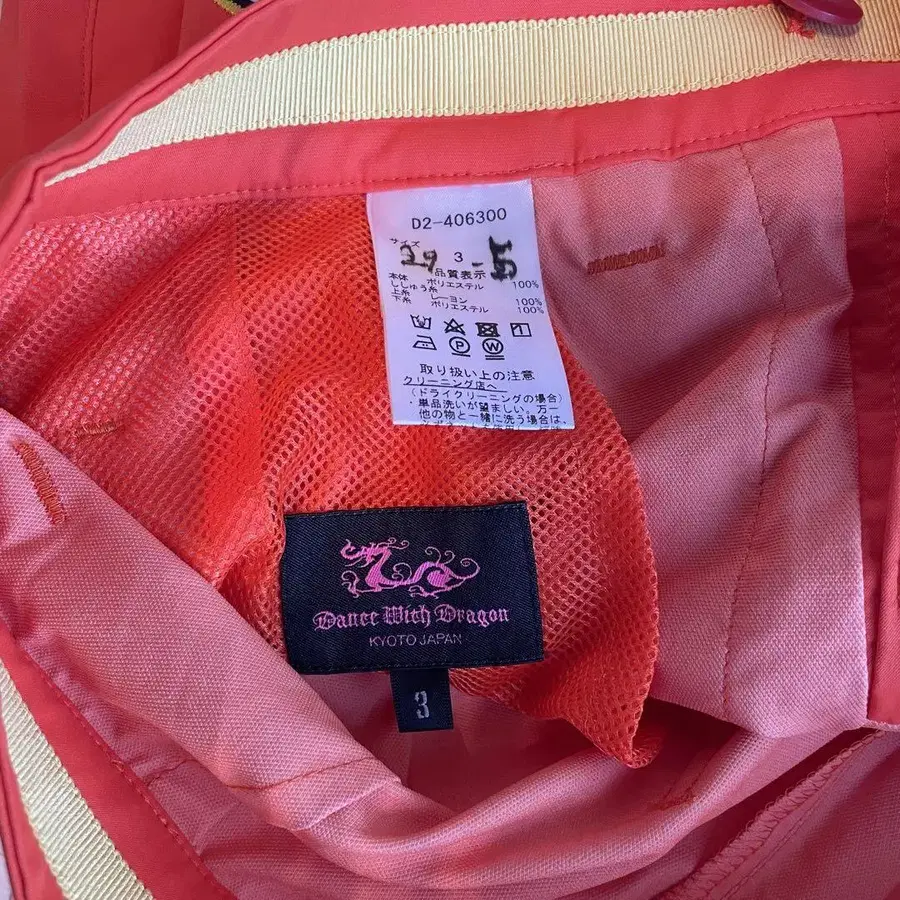 D2-406300
サイズ
39 3 -5
品質表示
本体 ポリエステル 100%
ししゅう糸
上糸 レーヨン 100%
下糸 ポリエステル 100%
取り扱い上の注意
クリーニング店へ
(ドライクリーニングの場合)
・単品洗いが望ましい。万一
他の物と一緒に洗う場合は、
Dance With Dragon
KYOTO JAPAN
3